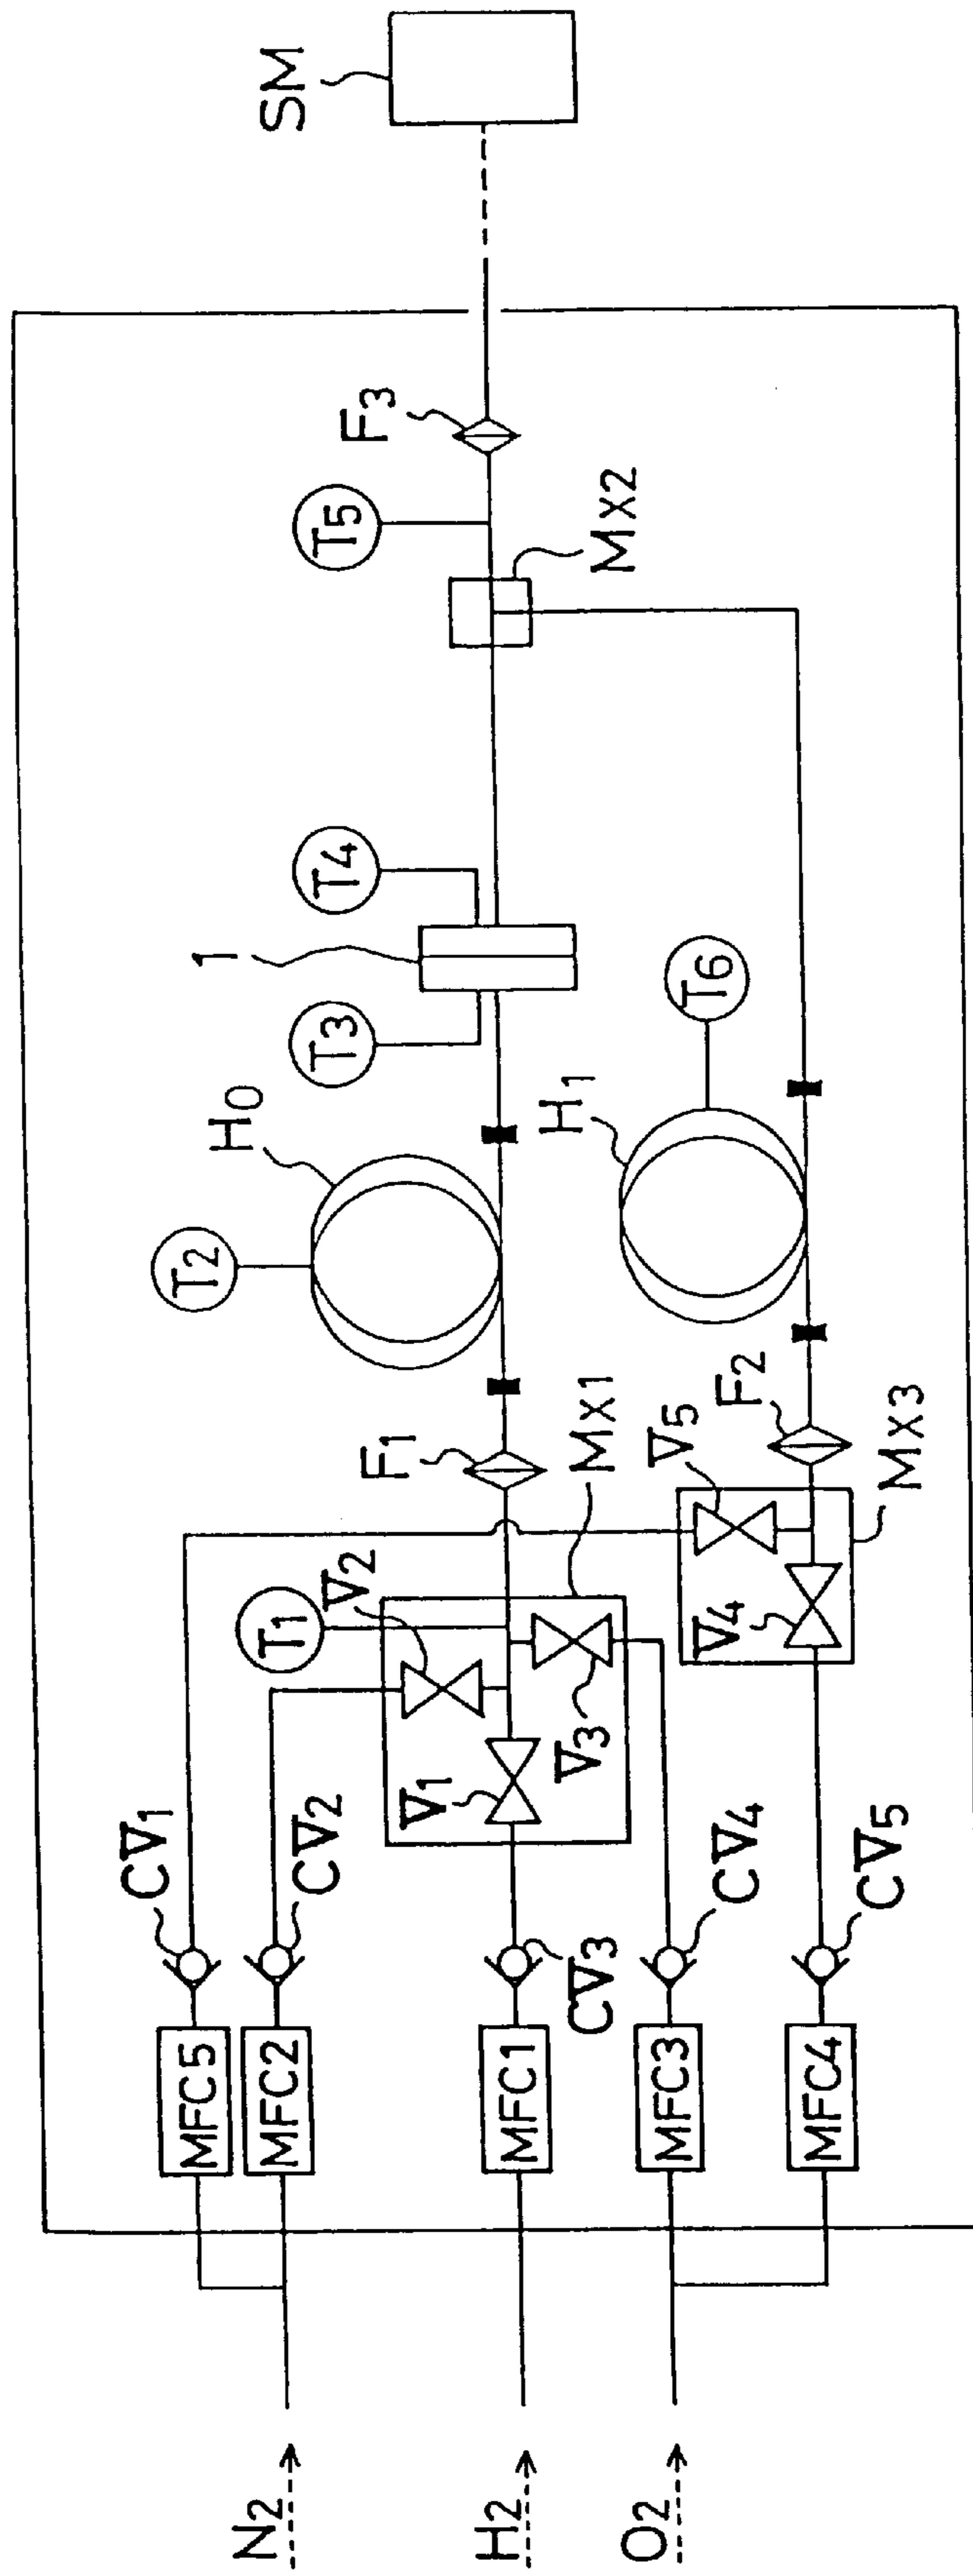 N2
H2
O2
MFC5
MFC2
MFC1
MFC3
MFC4
CV1
CV2
CV3
CV4
CV5
T1
V2
V1
V3
Mx1
F1
V5
V4
F2
Mx3
T2
H0
T3
1
T4
H1
T6
T5
Mx2
F3
SM